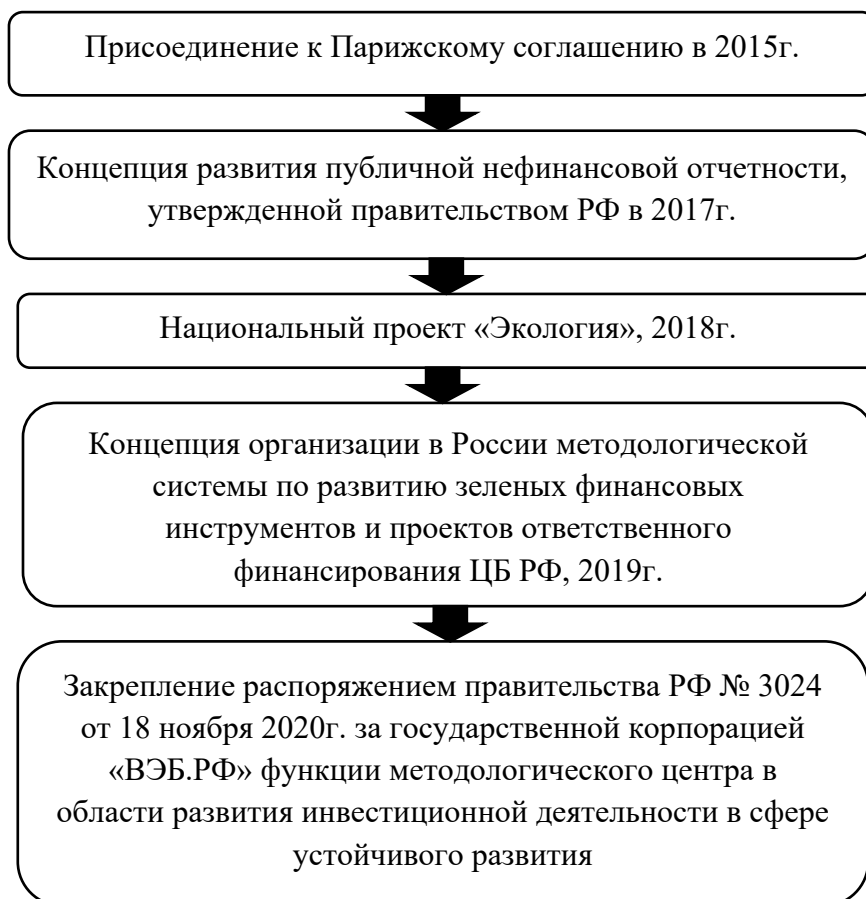 Присоединение к Парижскому соглашению в 2015г.
Концепция развития публичной нефинансовой отчетности,
утвержденной правительством РФ в 2017г.
Национальный проект «Экология», 2018г.
Концепция организации в России методологической
системы по развитию зеленых финансовых
инструментов и проектов ответственного
финансирования ЦБ РФ, 2019г.
Закрепление распоряжением правительства РФ № 3024
от 18 ноября 2020г. за государственной корпорацией
«ВЭБ.РФ» функции методологического центра в
области развития инвестиционной деятельности в сфере
устойчивого развития